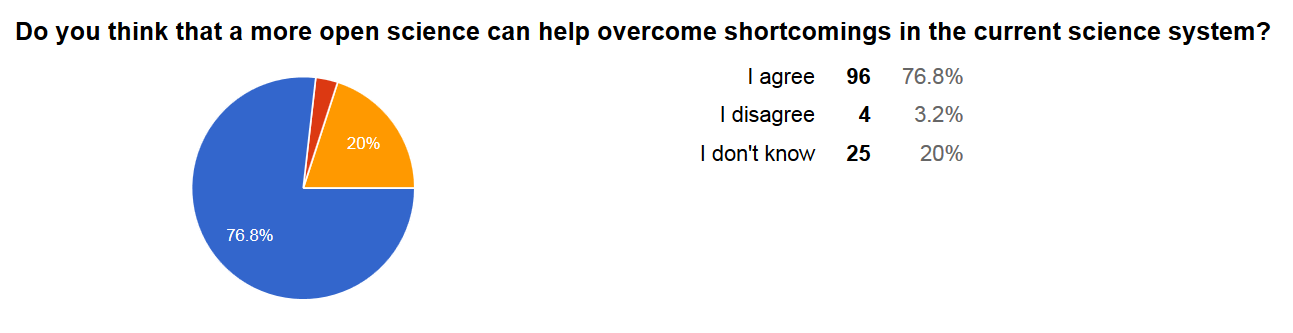 Do you think that a more open science can help overcome shortcomings in the current science system?
I agree 96 76.8%
I disagree 4 3.2%
I don't know 25 20%
20%
76.8%